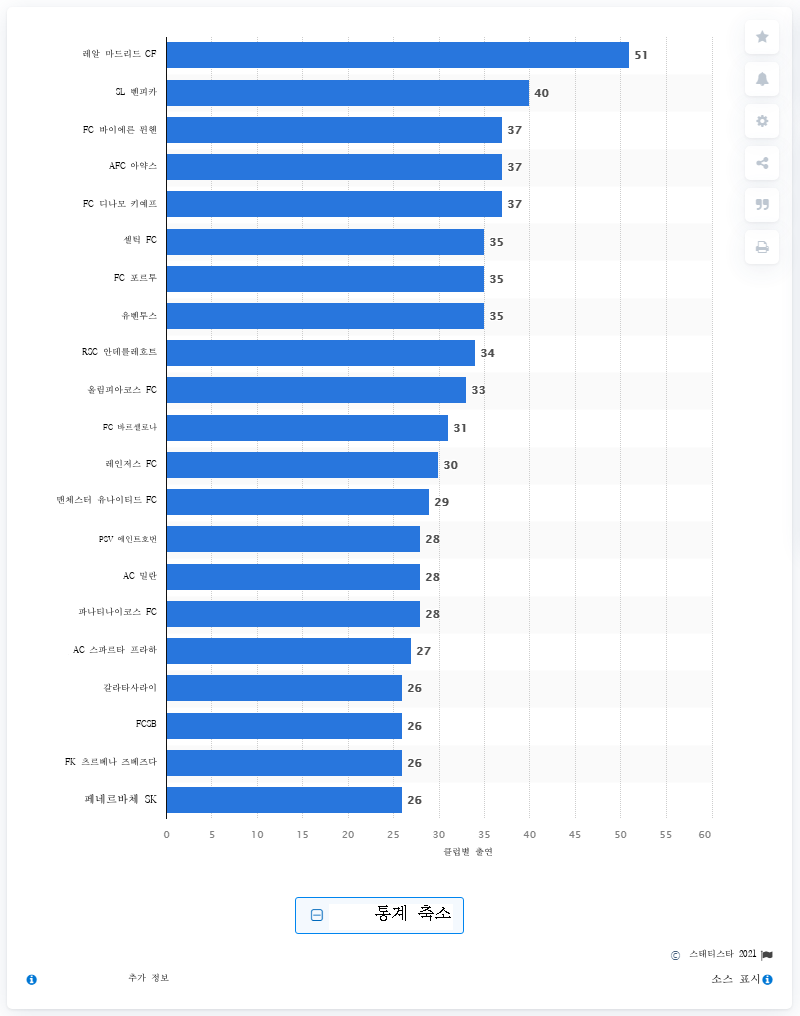 레알 마드리드 CF 51
SL 벤피카 40
FC 바이에른 뮌헨 37
AFC 아약스 37
FC 디나모 키예프 37
셀틱 FC 35
FC 포르투 35
유벤투스 35
RSC 안데를레흐트 34
올림피아코스 FC 33
FC 바르셀로나 31
레인저스 FC 30
맨체스터 유나이티드 FC 29
PSV 에인트호번 28
AC 밀란 28
파나티나이코스 FC 28
AC 스파르타 프라하 27
갈라타사라이 26
FCSB 26
FK 츠르베나 즈베즈다 26
페네르바체 SK 26
0 5 10 15 20 25 30 35 40 45 50 55 60
클럽별 출연
통계 축소
© 스태티스타 2021
추가 정보 소스 표시